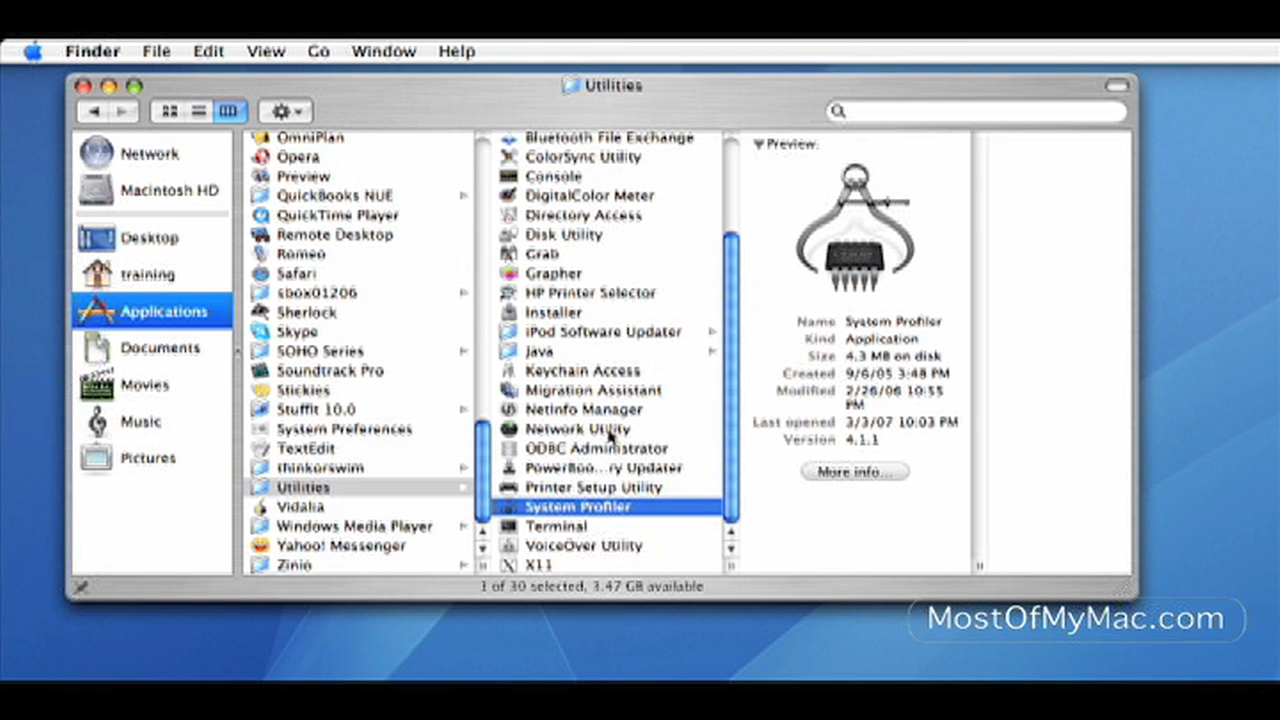 Finder File Edit View Go Window Help
Utilities
Network
Macintosh HD
Desktop
training
Applications
Documents
Movies
Music
Pictures
OmniPlan
Opera
Preview
QuickBooks NUE
QuickTime Player
Remote Desktop
Romeo
Safari
sbox01206
Sherlock
Skype
SOHO Series
Soundtrack Pro
Stickies
StuffIt 10.0
System Preferences
TextEdit
thinkorswim
Utilities
Vidalia
Windows Media Player
Yahoo! Messenger
Zinio
Bluetooth File Exchange
ColorSync Utility
Console
DigitalColor Meter
Directory Access
Disk Utility
Grab
Grapher
HP Printer Selector
Installer
iPod Software Updater
Java
Keychain Access
Migration Assistant
NetInfo Manager
Network Utility
ODBC Administrator
PowerBoo...ry Updater
Printer Setup Utility
System Profiler
Terminal
VoiceOver Utility
X11
Preview:
Name System Profiler
Kind Application
Size 4.3 MB on disk
Created 9/6/05 3:48 PM
Modified 2/26/06 10:55
PM
Last opened 3/3/07 10:03 PM
Version 4.1.1
More info...
1 of 30 selected, 3.47 GB available
MostOfMyMac.com